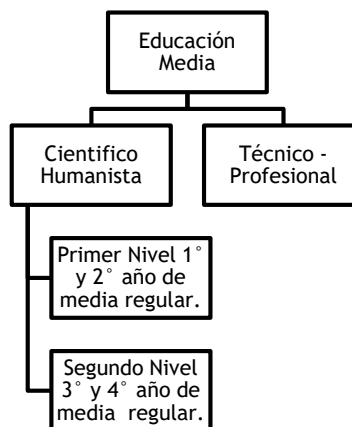 Educación
Media
Cientifico
Humanista
Técnico -
Profesional
Primer Nivel 1°
y 2° año de
media regular.
Segundo Nivel
3° y 4° año de
media regular.